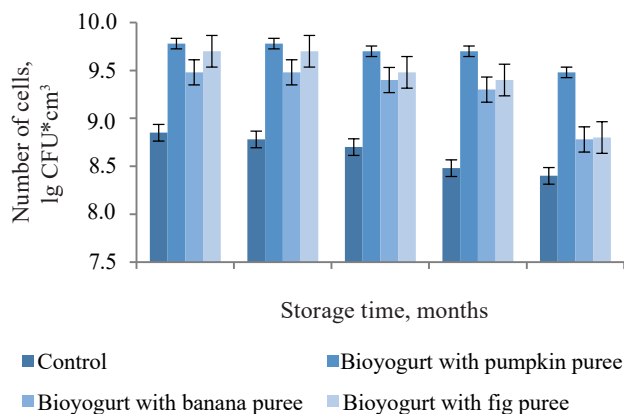 Number of cells,
lg CFU*cm³
10.0
9.5
9.0
8.5
8.0
7.5
Storage time, months
Control
Bioyogurt with pumpkin puree
Bioyogurt with banana puree
Bioyogurt with fig puree